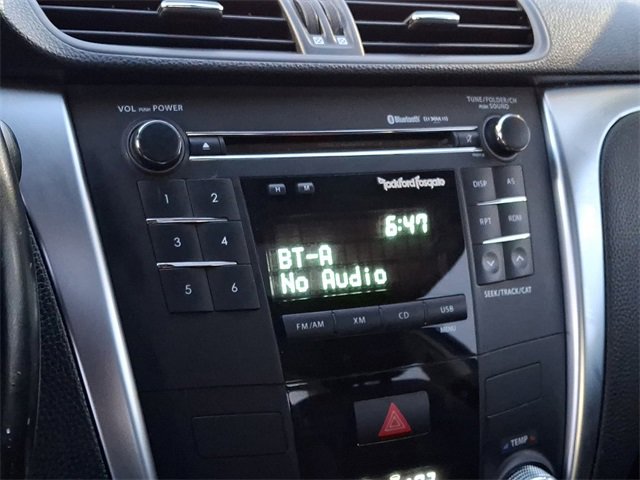 VOL PUSH POWER
Bluetooth
TUNE/FOLDER/CH
PUSH SOUND
1 2
3 4
5 6
H M
Rockford Fosgate
6:47
BT-A
No Audio
DISP AS
RPT RDM
SEEK/TRACK/CAT
FM/AM XM CD USB
MENU
TEMP